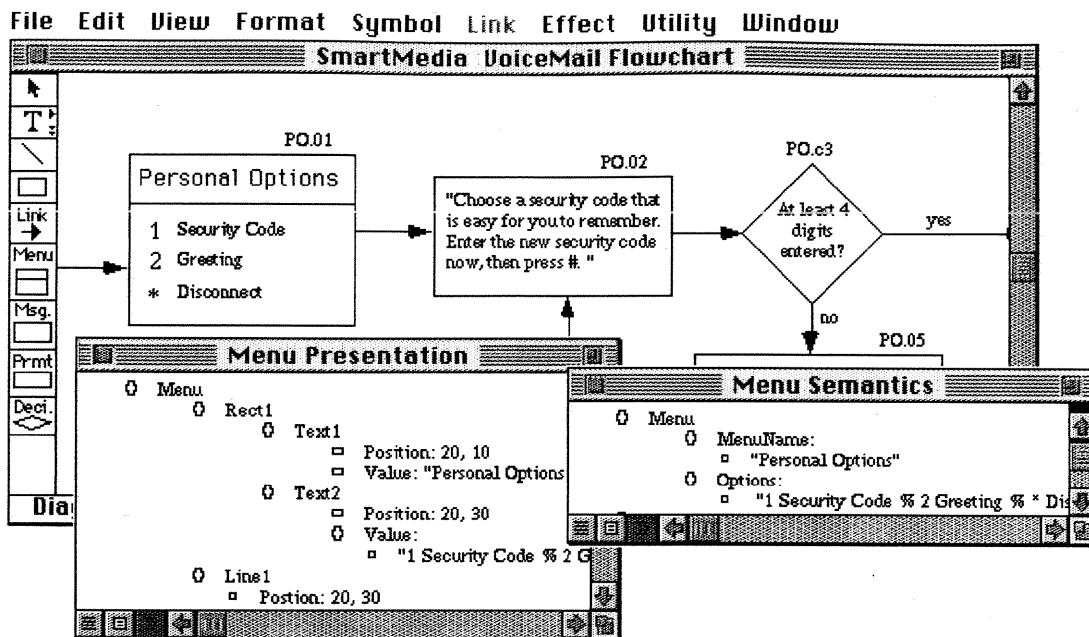 File Edit View Format Symbol Link Effect Utility Window
SmartMedia VoiceMail Flowchart
T
Link
Menu
Msg.
Prmt
Deci.
PO.01
Personal Options
1 Security Code
2 Greeting
* Disconnect
PO.02
"Choose a security code that
is easy for you to remember.
Enter the new security code
now, then press #. "
PO.c3
At least 4
digits
entered?
yes
no
PO.05
Menu Presentation
Menu
Rect1
Text1
Position: 20, 10
Value: "Personal Options
Text2
Position: 20, 30
Value:
"1 Security Code % 2 G
Line1
Postion: 20, 30
Menu Semantics
Menu
MenuName:
"Personal Options"
Options:
"1 Security Code % 2 Greeting % * Dis